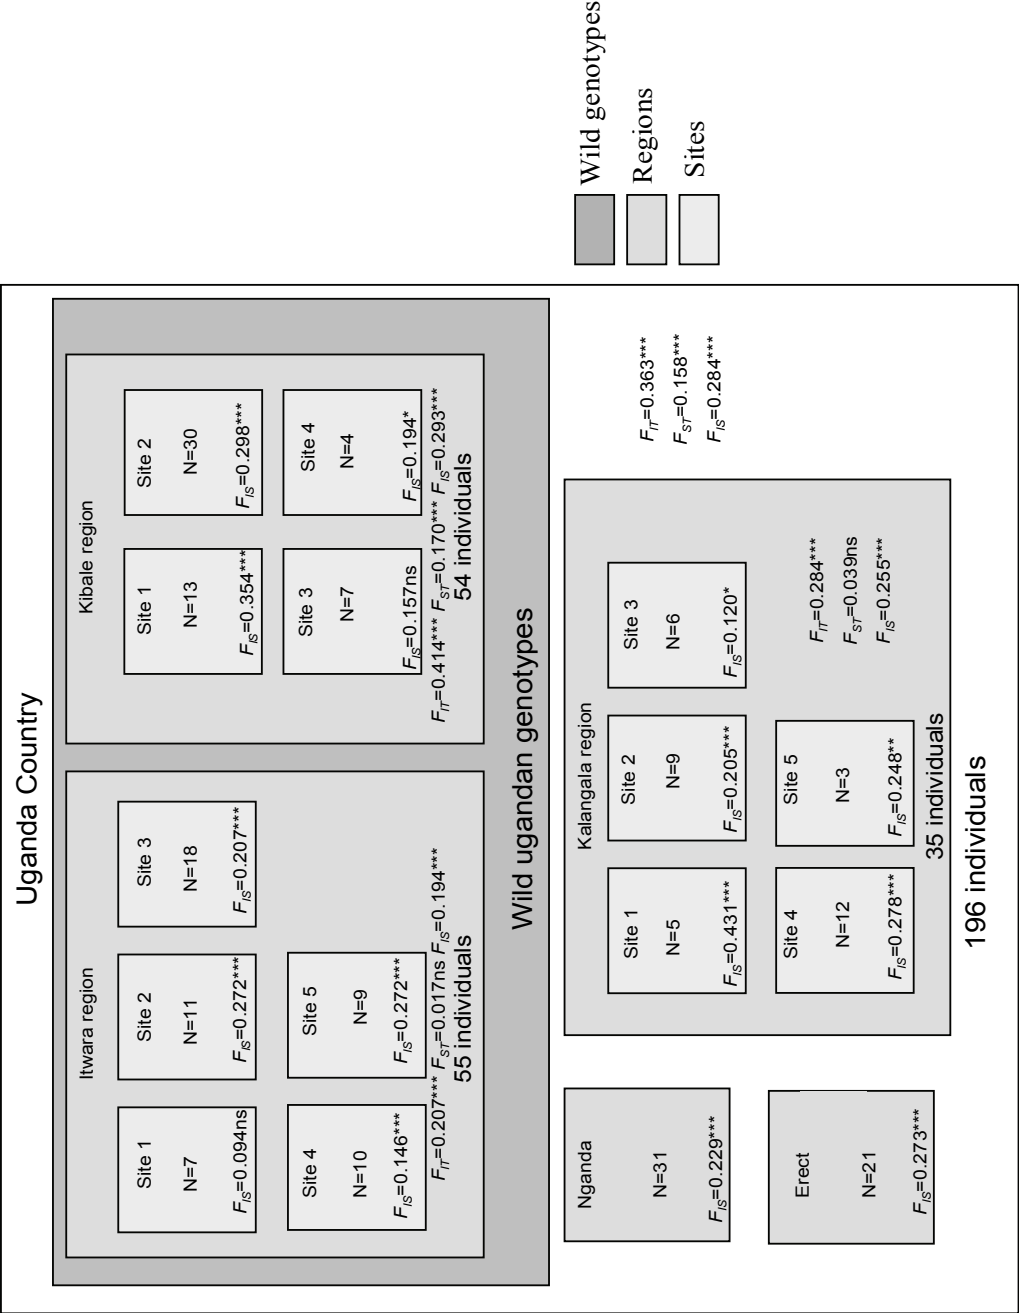 Uganda Country
Itwara region
Site 1
N=7
F_IS=0.094ns
Site 2
N=11
F_IS=0.272***
Site 3
N=18
F_IS=0.207***
Site 4
N=10
F_IS=0.146***
Site 5
N=9
F_IS=0.272***
F_IT=0.207*** F_ST=0.017ns F_IS=0.194***
55 individuals
Kibale region
Site 1
N=13
F_IS=0.354***
Site 2
N=30
F_IS=0.298***
Site 3
N=7
F_IS=0.157ns
Site 4
N=4
F_IS=0.194*
F_IT=0.414*** F_ST=0.170*** F_IS=0.293***
54 individuals
Wild ugandan genotypes
Nganda
N=31
F_IS=0.229***
Erect
N=21
F_IS=0.273***
Kalangala region
Site 1
N=5
F_IS=0.431***
Site 2
N=9
F_IS=0.205***
Site 3
N=6
F_IS=0.120*
Site 4
N=12
F_IS=0.278***
Site 5
N=3
F_IS=0.248**
F_IT=0.284***
F_ST=0.039ns
F_IS=0.255***
35 individuals
F_IT=0.363***
F_ST=0.158***
F_IS=0.284***
196 individuals
Wild genotypes
Regions
Sites